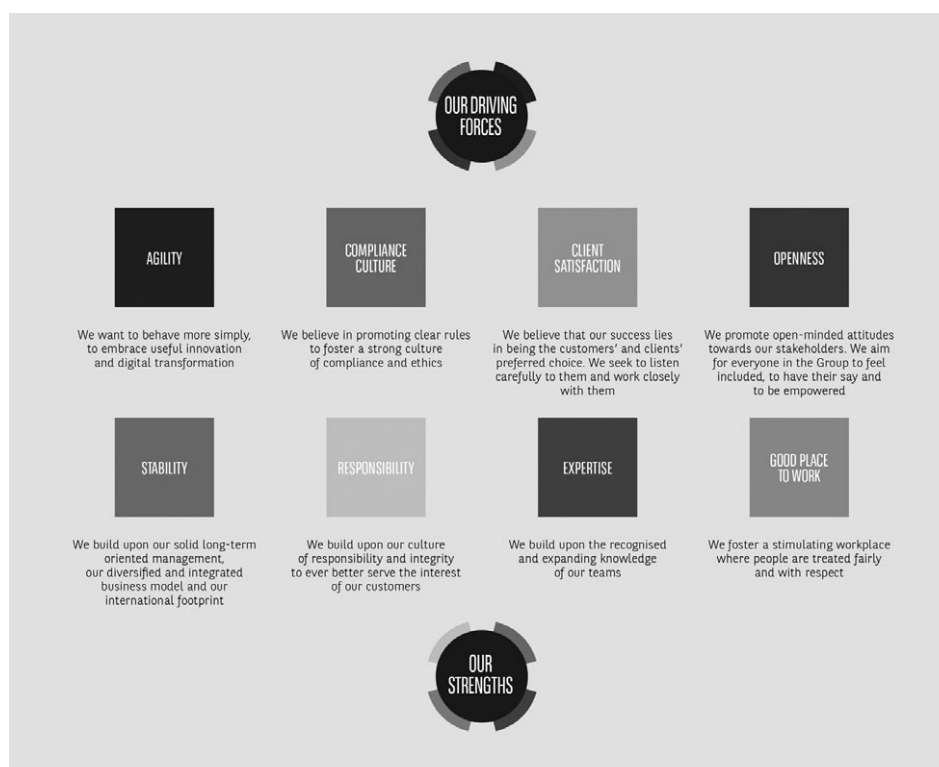 OUR DRIVING
FORCES
AGILITY
COMPLIANCE
CULTURE
CLIENT
SATISFACTION
OPENNESS
We want to behave more simply,
to embrace useful innovation
and digital transformation
We believe in promoting clear rules
to foster a strong culture
of compliance and ethics
We believe that our success lies
in being the customers' and clients'
preferred choice. We seek to listen
carefully to them and work closely
with them
We promote open-minded attitudes
towards our stakeholders. We aim
for everyone in the Group to feel
included, to have their say and
to be empowered
STABILITY
RESPONSIBILITY
EXPERTISE
GOOD PLACE
TO WORK
We build upon our solid long-term
oriented management,
our diversified and integrated
business model and our
international footprint
We build upon our culture
of responsibility and integrity
to ever better serve the interest
of our customers
We build upon the recognised
and expanding knowledge
of our teams
We foster a stimulating workplace
where people are treated fairly
and with respect
OUR
STRENGTHS